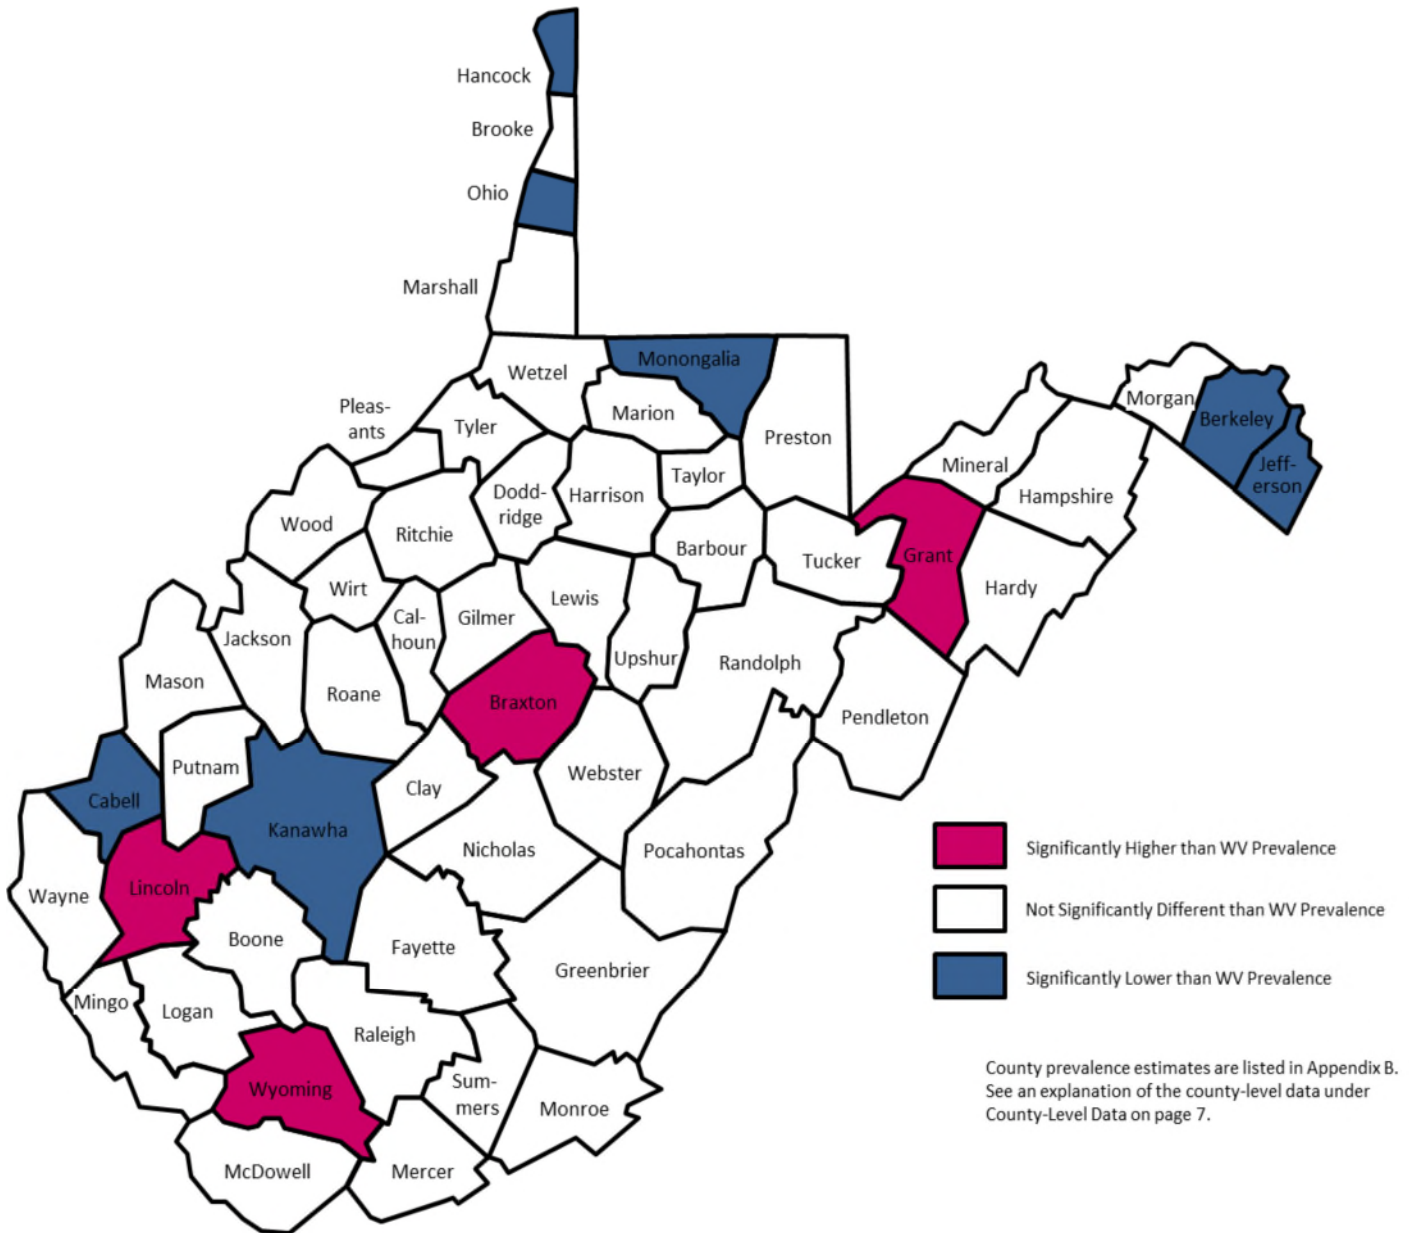 Hancock
Brooke
Ohio
Marshall
Wetzel
Monongalia
Marion
Preston
Pleas-
ants
Tyler
Morgan
Berkeley
Jeff-
erson
Mineral
Hampshire
Wood
Ritchie
Dodd-
ridge
Harrison
Taylor
Barbour
Tucker
Grant
Hardy
Wirt
Cal-
houn
Gilmer
Lewis
Upshur
Randolph
Jackson
Mason
Roane
Braxton
Pendleton
Putnam
Cabell
Kanawha
Clay
Webster
Nicholas
Pocahontas
Wayne
Lincoln
Boone
Fayette
Greenbrier
Mingo
Logan
Raleigh
Wyoming
Sum-
mers
Monroe
McDowell
Mercer
Significantly Higher than WV Prevalence
Not Significantly Different than WV Prevalence
Significantly Lower than WV Prevalence
County prevalence estimates are listed in Appendix B.
See an explanation of the county-level data under
County-Level Data on page 7.